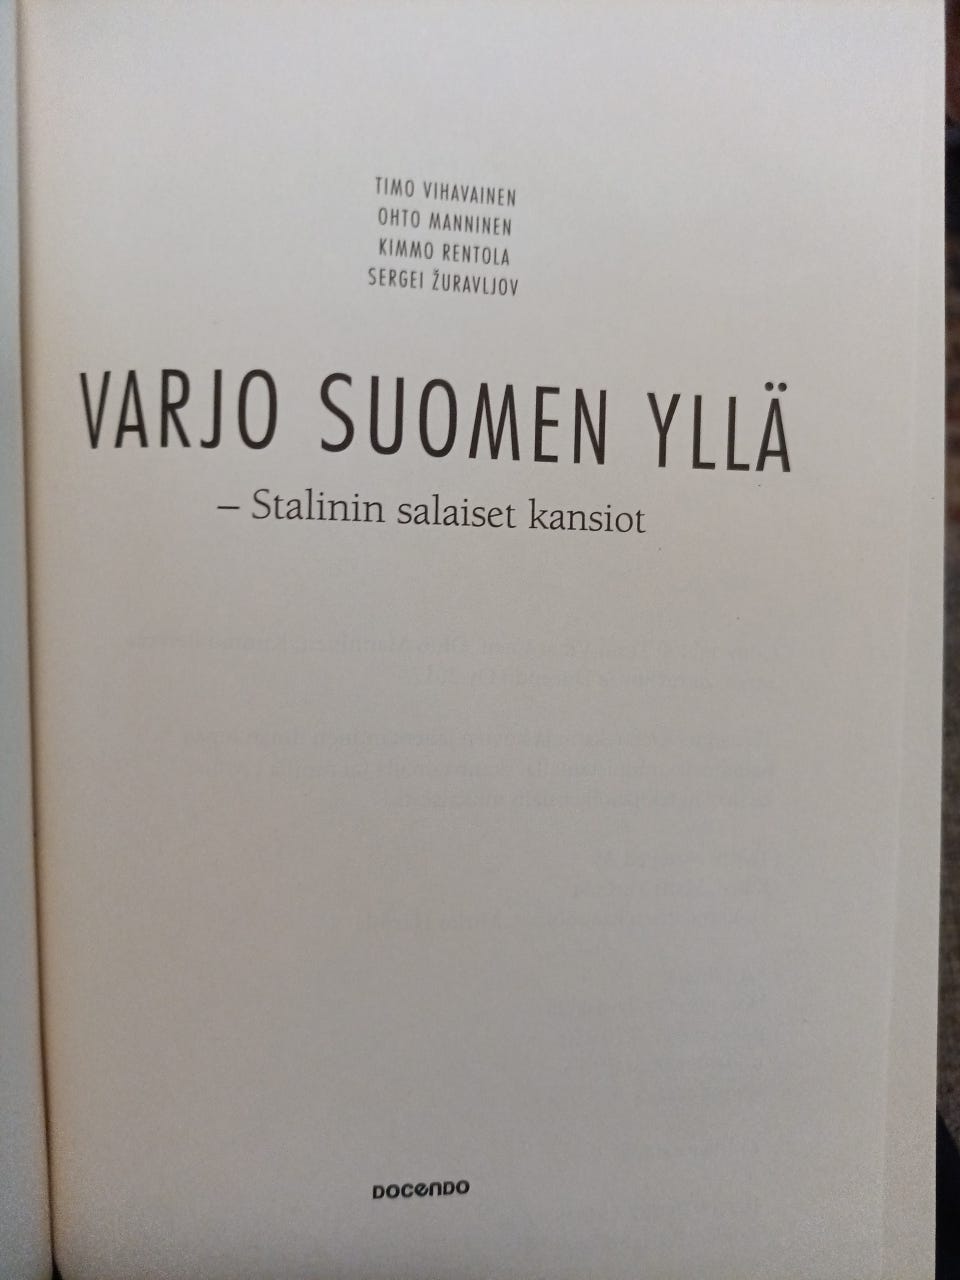 TIMO VIHAVAINEN
OHTO MANNINEN
KIMMO RENTOLA
SERGEI ŽURAVLJOV
VARJO SUOMEN YLLÄ
– Stalinin salaiset kansiot
DOCENDO